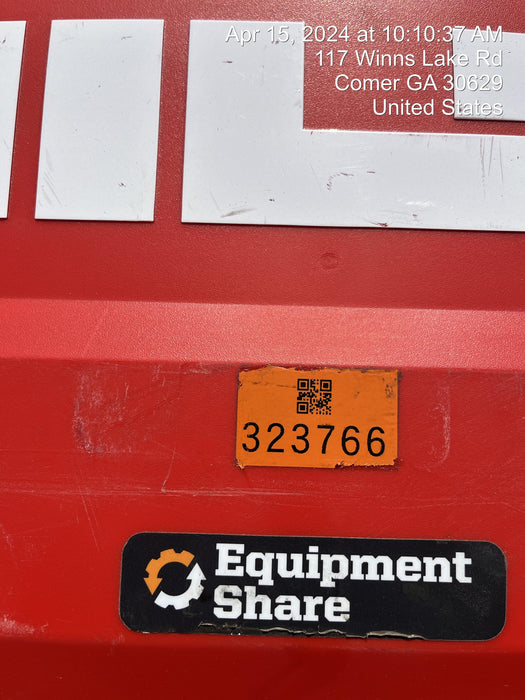 Apr 15, 2024 at 10:10:37 AM
117 Winns Lake Rd
Comer GA 30629
United States
323766
Equipment
Share